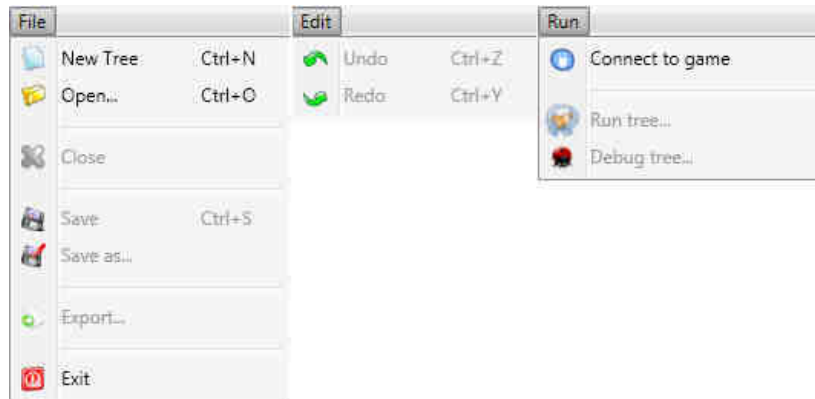 File
New Tree Ctrl+N
Open... Ctrl+O
Close
Save Ctrl+S
Save as...
Export...
Exit
Edit
Undo Ctrl+Z
Redo Ctrl+Y
Run
Connect to game
Run tree...
Debug tree...